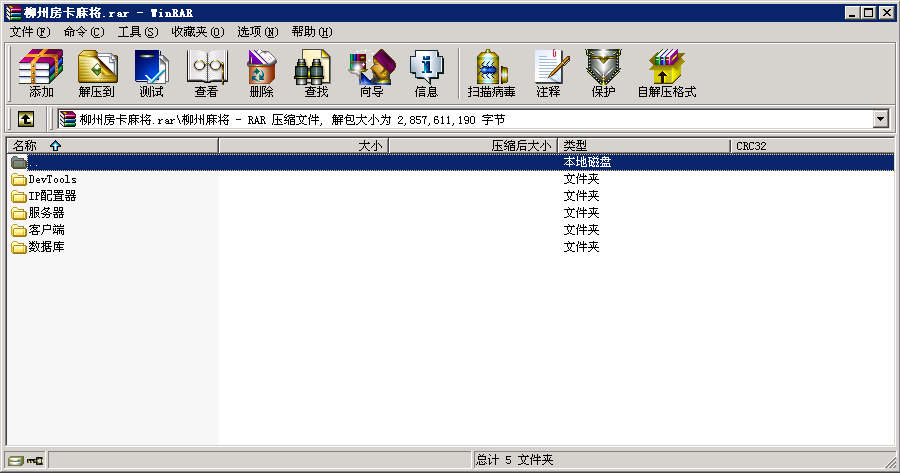 柳州房卡麻将.rar - WinRAR
文件(F) 命令(C) 工具(S) 收藏夹(O) 选项(N) 帮助(H)
添加 解压到 测试 查看 删除 查找 向导 信息 扫描病毒 注释 保护 自解压格式
柳州房卡麻将.rar\柳州麻将 - RAR 压缩文件, 解包大小为 2,857,611,190 字节
名称 大小 压缩后大小 类型 CRC32
.. 本地磁盘
DevTools 文件夹
IP配置器 文件夹
服务器 文件夹
客户端 文件夹
数据库 文件夹
总计 5 文件夹